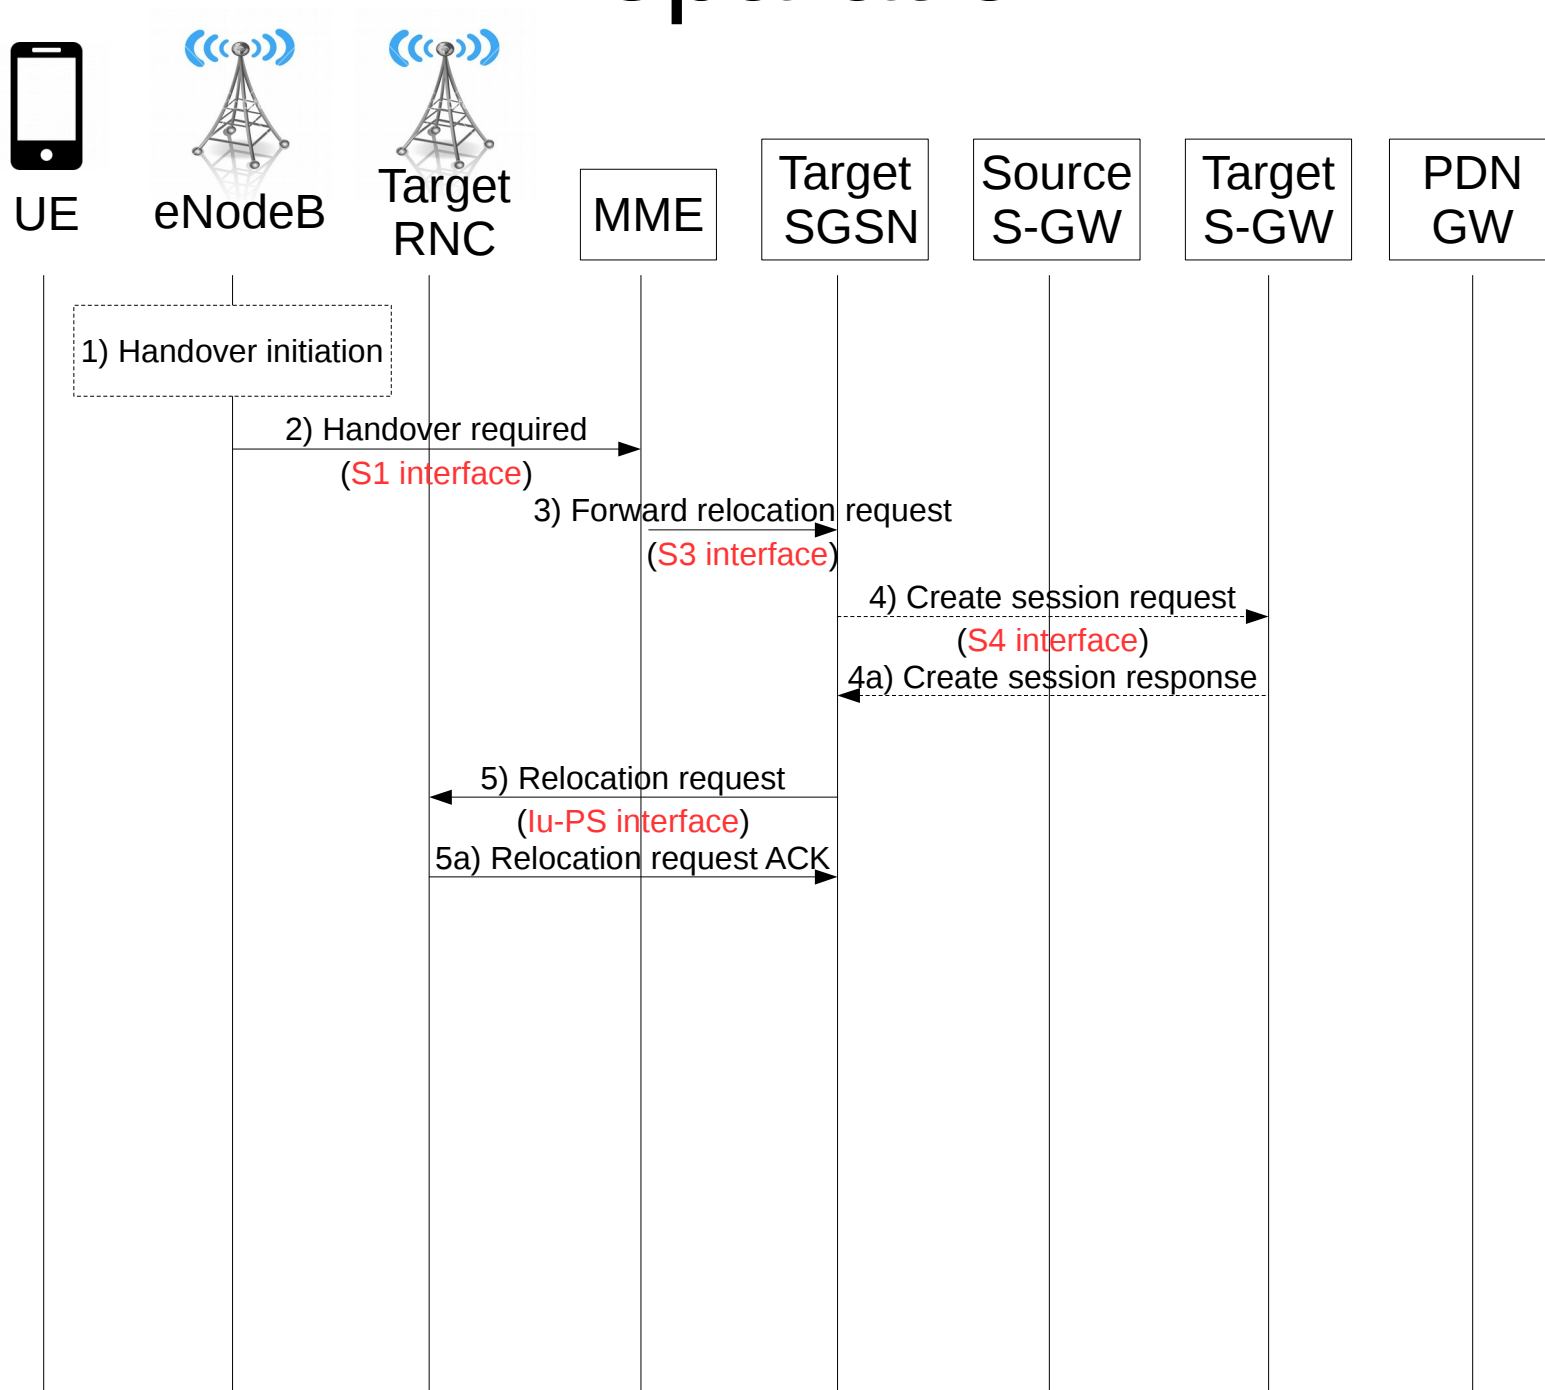 UE
eNodeB
Target
RNC
MME
Target
SGSN
Source
S-GW
Target
S-GW
PDN
GW
1) Handover initiation
2) Handover required
(S1 interface)
3) Forward relocation request
(S3 interface)
4) Create session request
(S4 interface)
4a) Create session response
5) Relocation request
(Iu-PS interface)
5a) Relocation request ACK